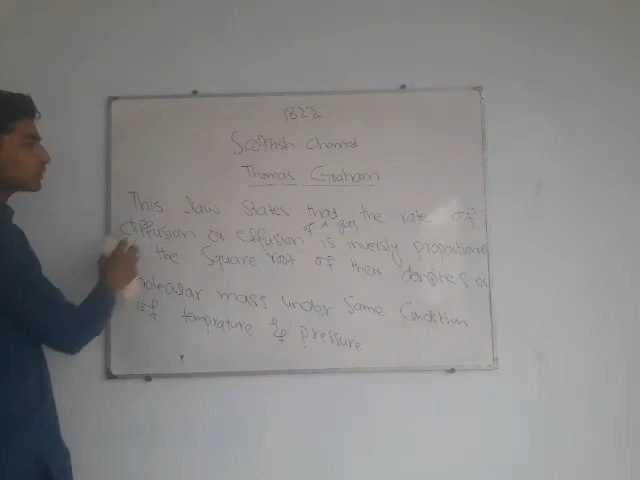 1822
Scottish Chemist
Thomas Graham
This law States that the rate of
diffusion or effusion of a gas is inversly proportional
the Square root of their densities or
molecular mass under Same Condition
of temprature & pressure